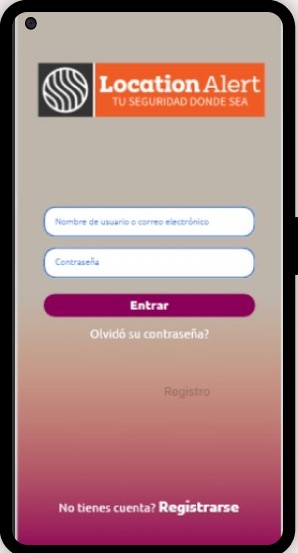 Location Alert
TU SEGURIDAD DONDE SEA
Nombre de usuario o correo electrónico
Contraseña
Entrar
Olvidó su contraseña?
Registro
No tienes cuenta? Registrarse